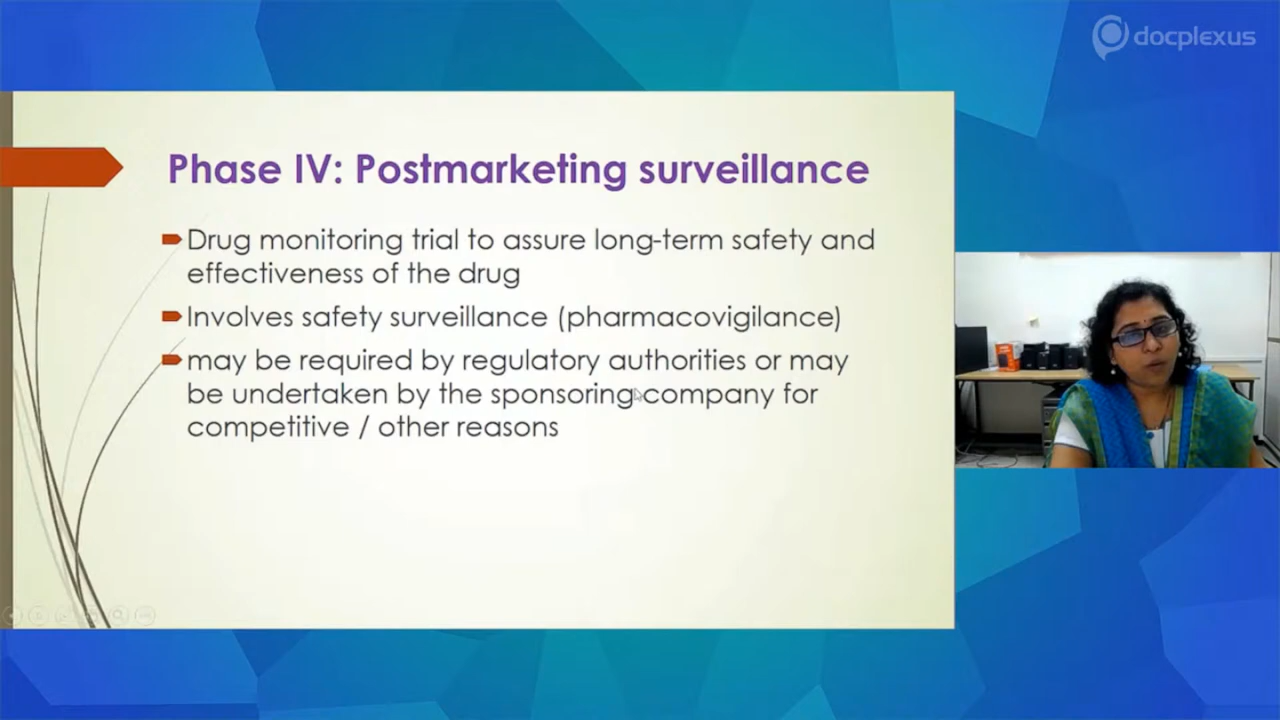 docplexus
Phase IV: Postmarketing surveillance
Drug monitoring trial to assure long-term safety and
effectiveness of the drug
Involves safety surveillance (pharmacovigilance)
may be required by regulatory authorities or may
be undertaken by the sponsoring company for
competitive / other reasons